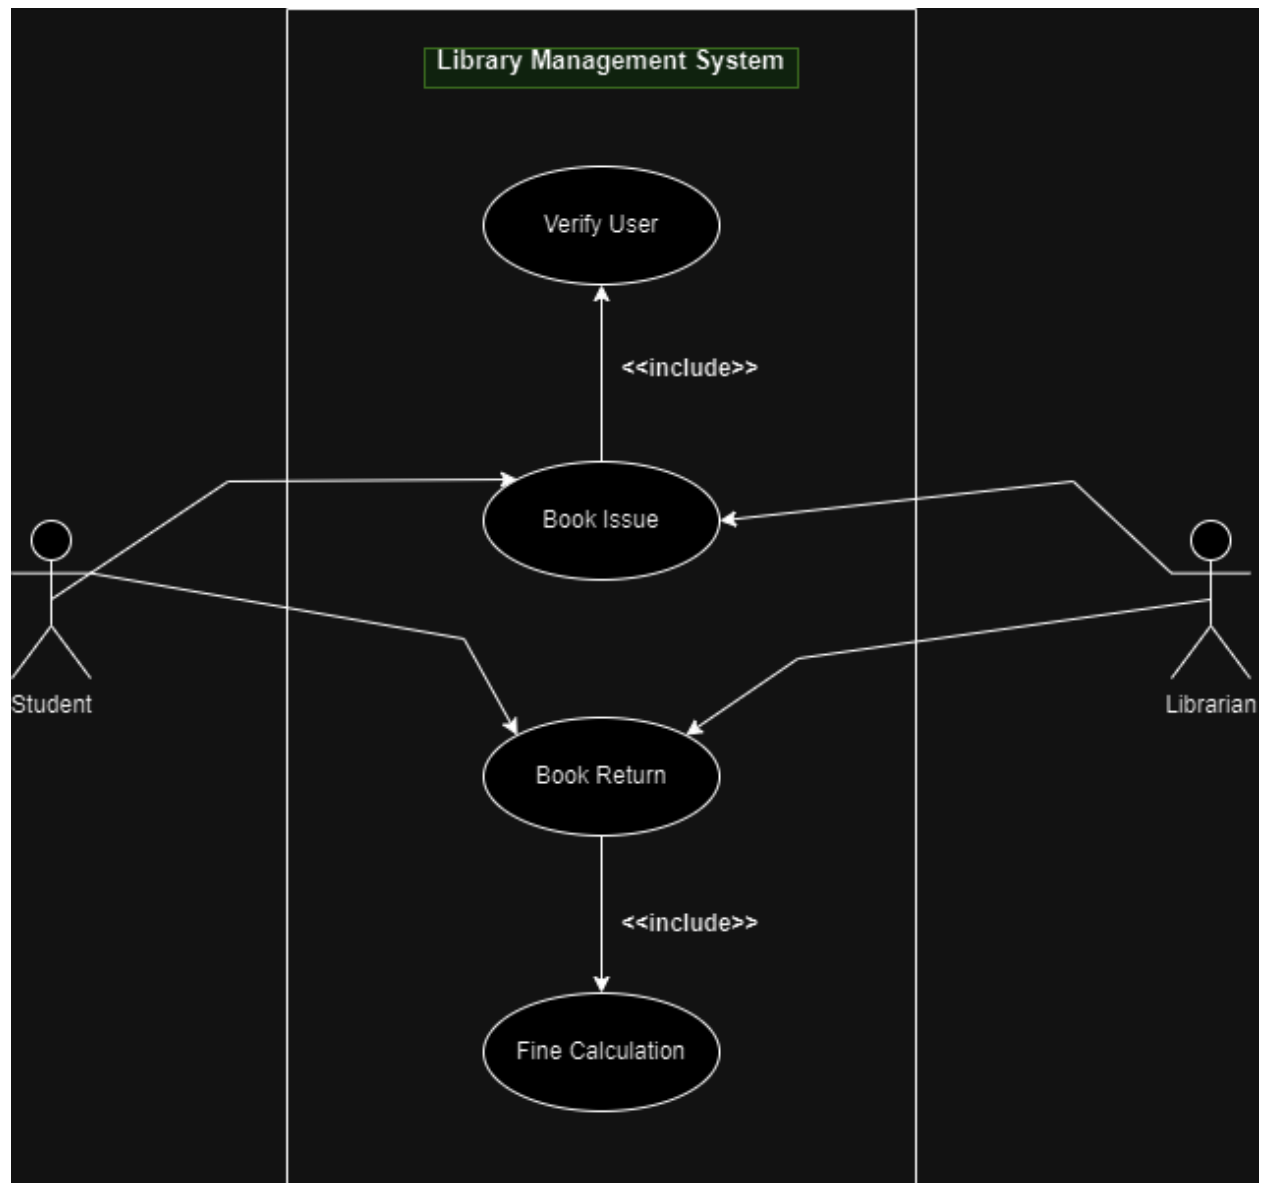 Library Management System
Verify User
<<include>>
Book Issue
Student
Librarian
Book Return
<<include>>
Fine Calculation